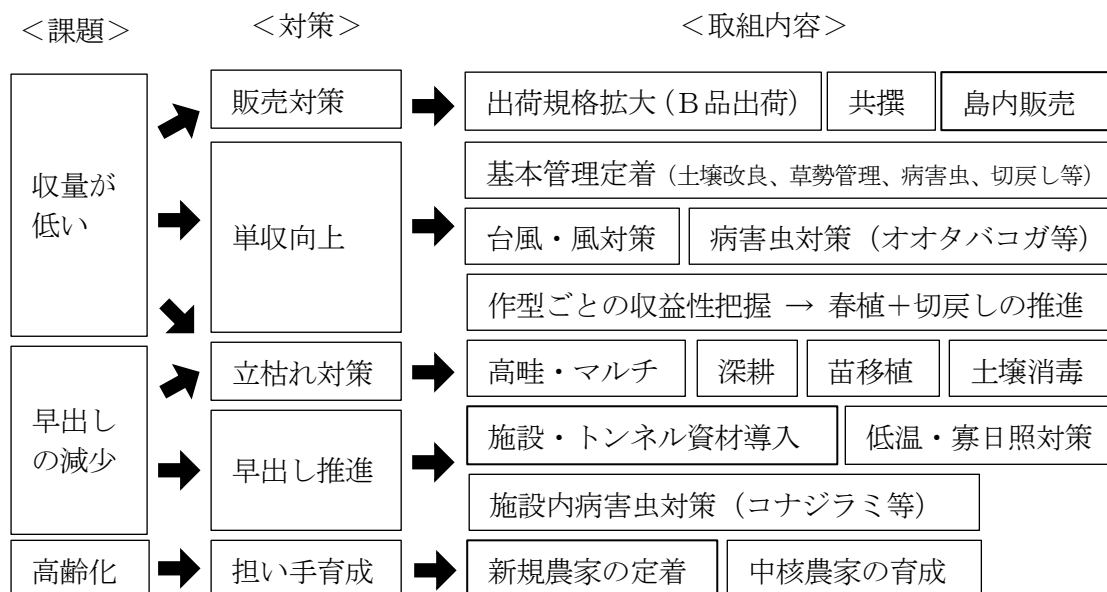 ＜課題＞ ＜対策＞ ＜取組内容＞
収量が
低い
販売対策
出荷規格拡大（Ｂ品出荷） 共撰 島内販売
単収向上
基本管理定着（土壌改良、草勢管理、病害虫、切戻し等）
台風・風対策 病害虫対策（オオタバコガ等）
作型ごとの収益性把握 → 春植＋切戻しの推進
早出し
の減少
立枯れ対策
高畦・マルチ 深耕 苗移植 土壌消毒
早出し推進
施設・トンネル資材導入 低温・寡日照対策
施設内病害虫対策（コナジラミ等）
高齢化 担い手育成 新規農家の定着 中核農家の育成